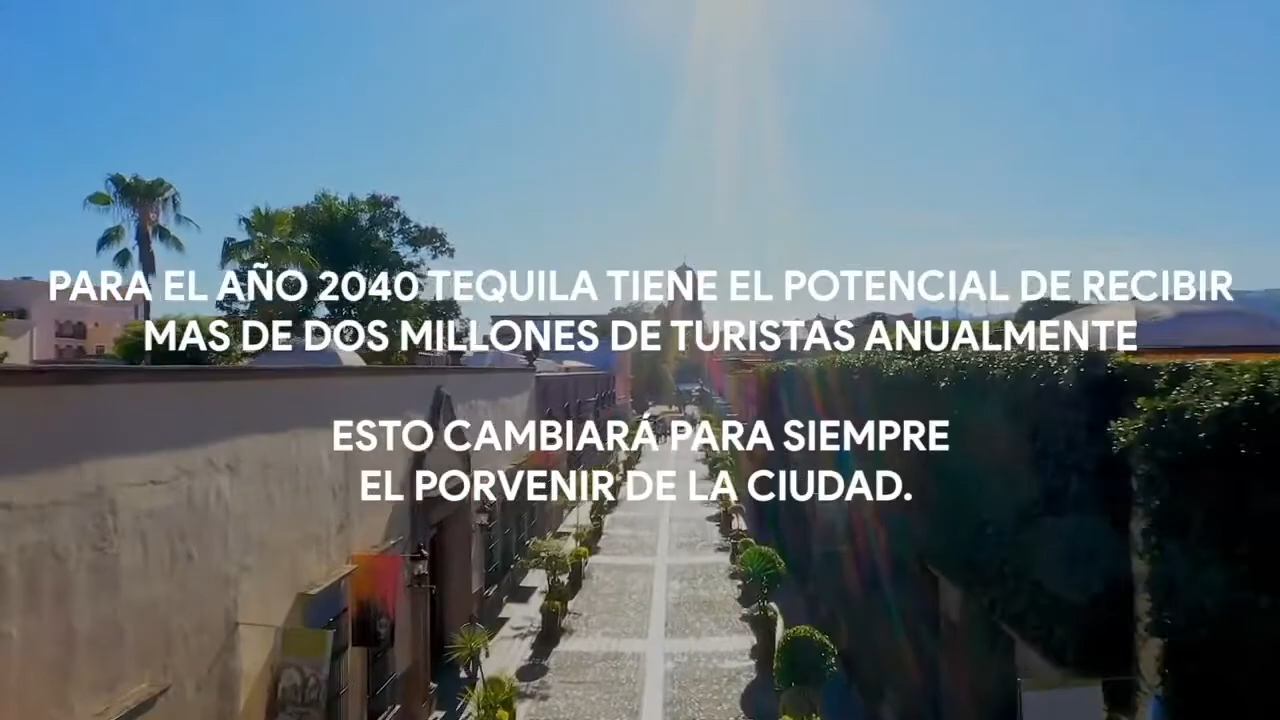 PARA EL AÑO 2040 TEQUILA TIENE EL POTENCIAL DE RECIBIR
MAS DE DOS MILLONES DE TURISTAS ANUALMENTE
ESTO CAMBIARÁ PARA SIEMPRE
EL PORVENIR DE LA CIUDAD.